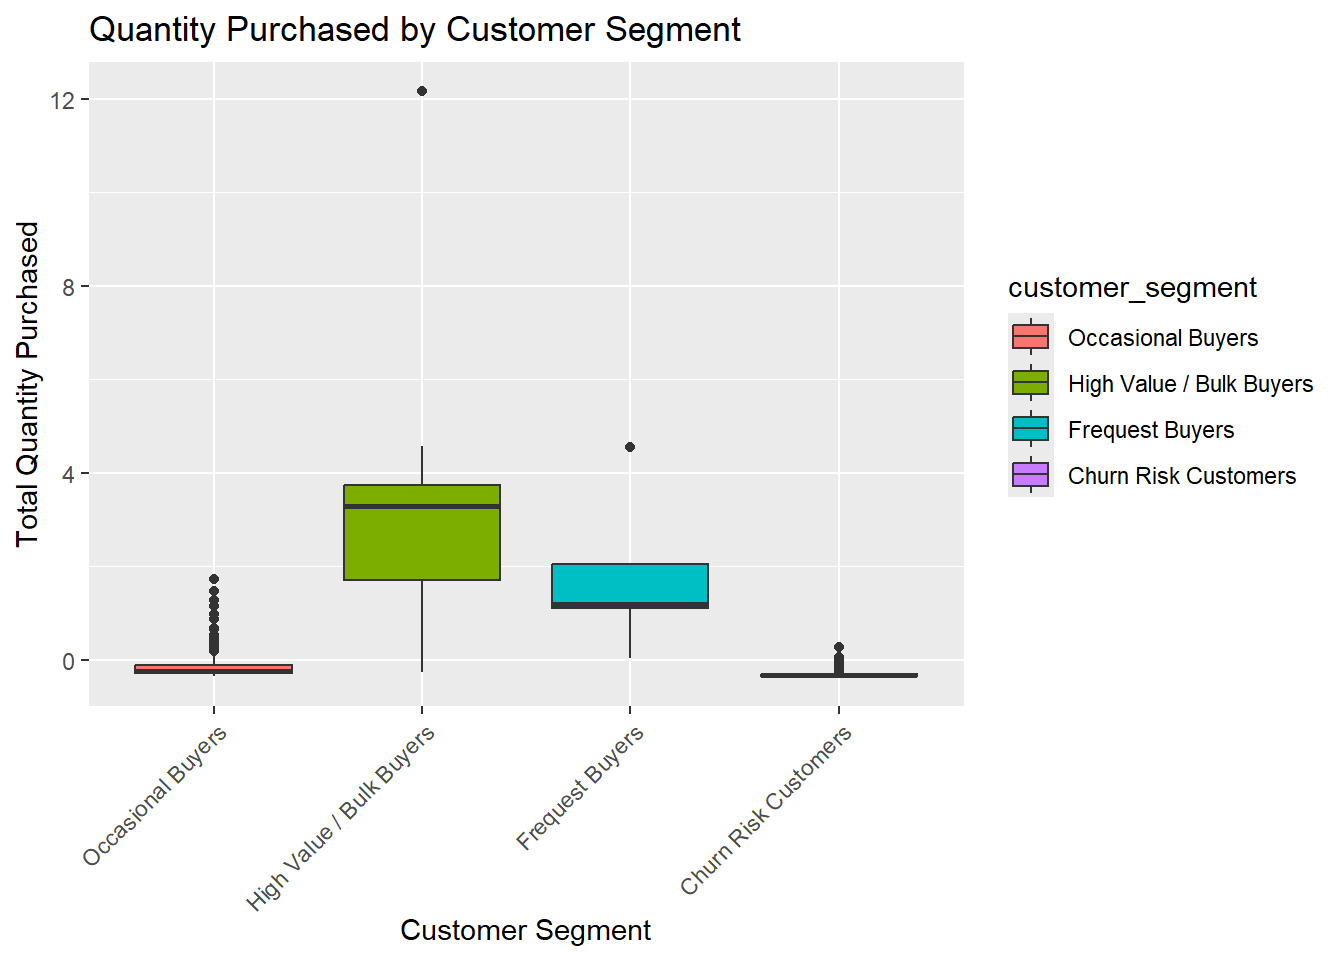 Quantity Purchased by Customer Segment
Total Quantity Purchased
12
8
4
0
Occasional Buyers
High Value / Bulk Buyers
Frequest Buyers
Churn Risk Customers
Customer Segment
customer_segment
Occasional Buyers
High Value / Bulk Buyers
Frequest Buyers
Churn Risk Customers